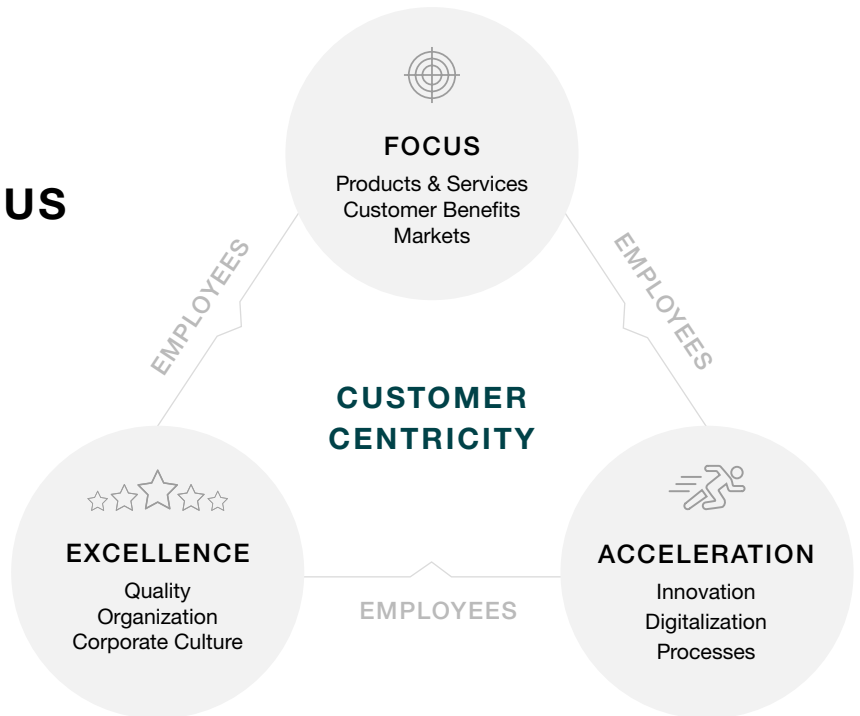 US
FOCUS
Products & Services
Customer Benefits
Markets
EMPLOYEES
EMPLOYEES
CUSTOMER
CENTRICITY
EXCELLENCE
Quality
Organization
Corporate Culture
EMPLOYEES
ACCELERATION
Innovation
Digitalization
Processes